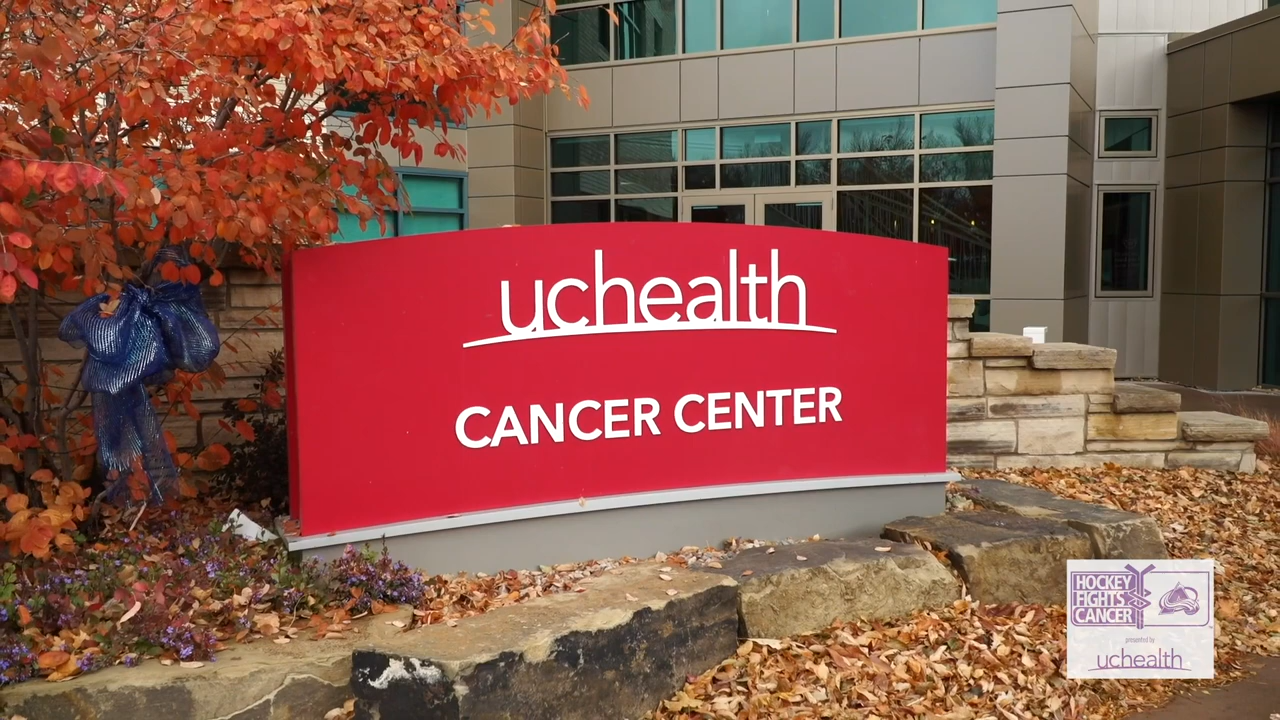 uchealth
CANCER CENTER
HOCKEY
FIGHTS
CANCER
presented by
uchealth